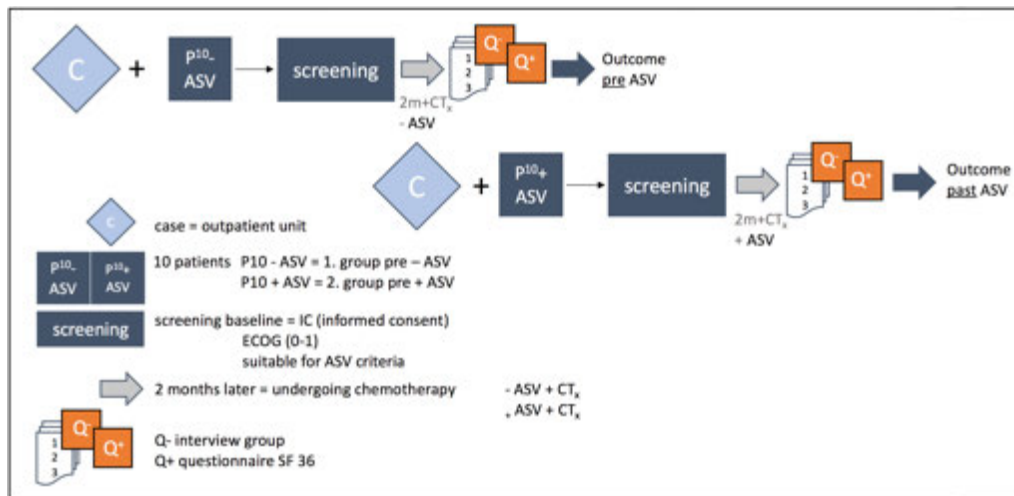 C + P10- ASV screening 2m+CTx - ASV 1 2 3 Q- Q+ Outcome pre ASV
C + P10+ ASV screening 2m+CTx + ASV 1 2 3 Q- Q+ Outcome past ASV
C case = outpatient unit
P10- ASV P10+ ASV 10 patients P10 - ASV = 1. group pre – ASV
P10 + ASV = 2. group pre + ASV
screening screening baseline = IC (informed consent)
ECOG (0-1)
suitable for ASV criteria
2 months later = undergoing chemotherapy - ASV + CTx
+ ASV + CTx
1 2 3 Q- Q+
Q- interview group
Q+ questionnaire SF 36